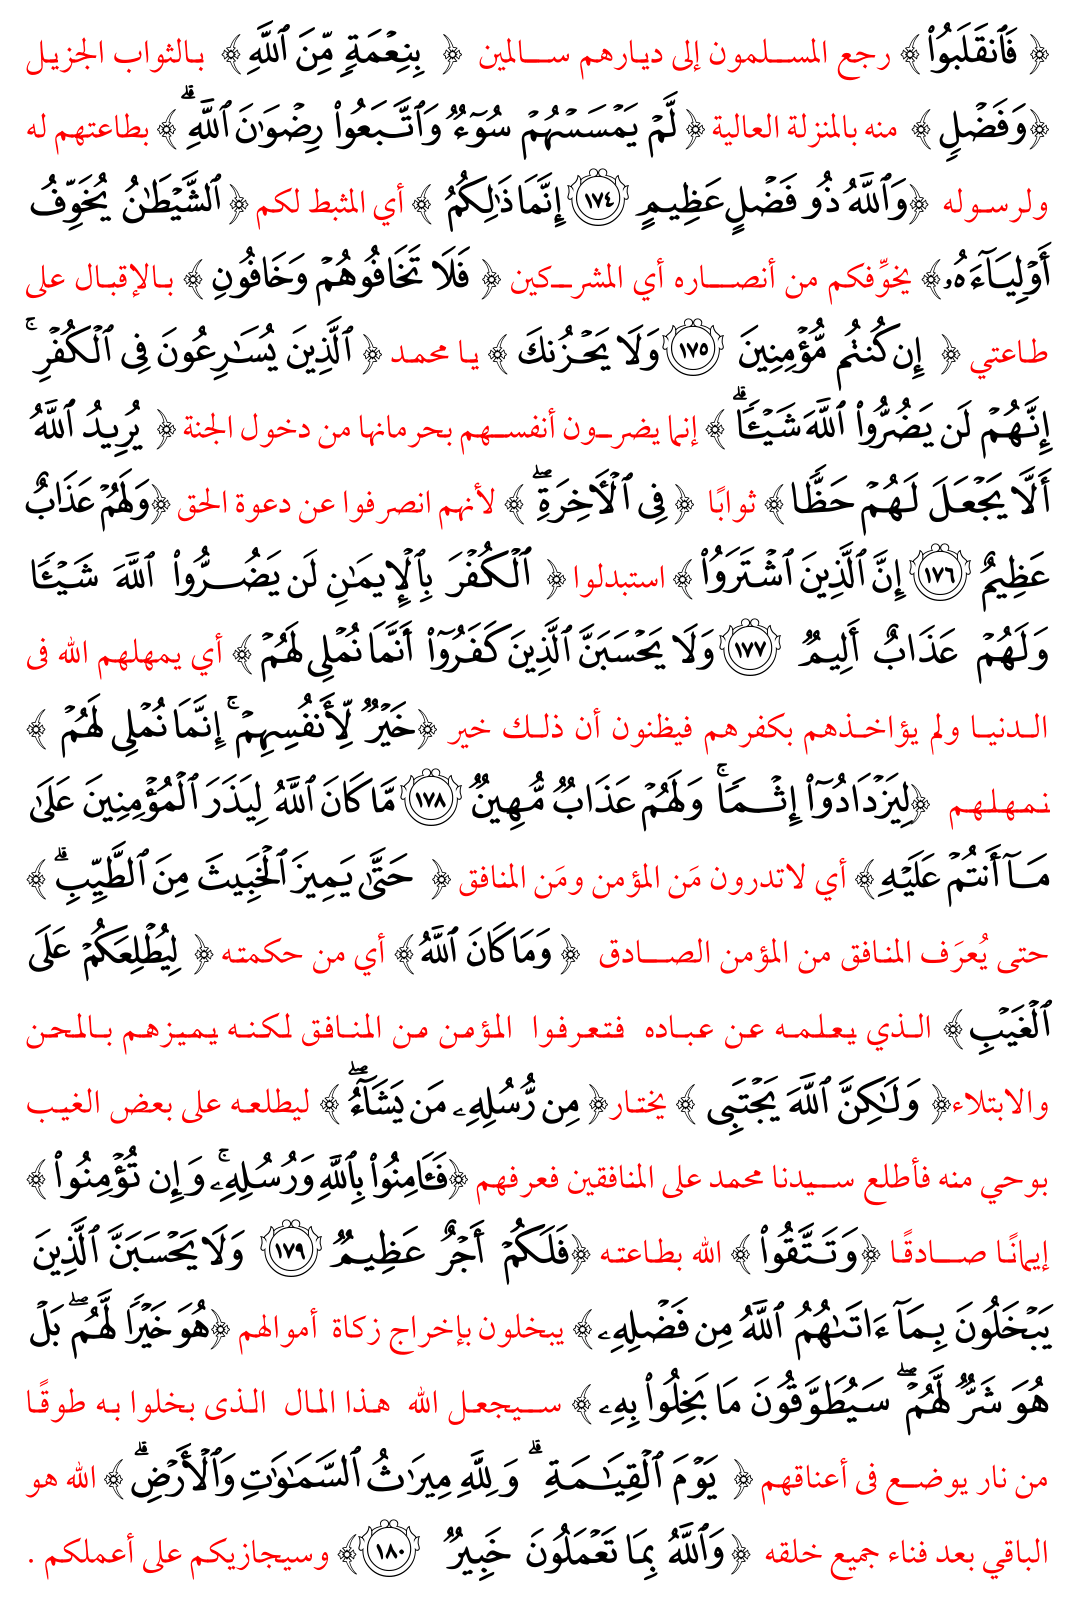 ﴿ فَٱنقَلَبُوا۟ ﴾ رجع المسلمون إلى ديارهم سالمين ﴿ بِنِعۡمَةٖ مِّنَ ٱللَّهِ ﴾ بالثواب الجزيل
﴿وَفَضۡلٖ ﴾ منه بالمنزلة العالية ﴿ لَّمۡ يَمۡسَسۡهُمۡ سُوٓءٞ وَٱتَّبَعُوا۟ رِضۡوَٰنَ ٱللَّهِۗ ﴾ بطاعتهم له
ولرسوله ﴿وَٱللَّهُ ذُو فَضۡلٍ عَظِيمٍ ١٧٤ إِنَّمَا ذَٰلِكُمُ ﴾ أي المثبط لكم ﴿ ٱلشَّيۡطَٰنُ يُخَوِّفُ
أَوۡلِيَآءَهُۥ﴾ يخوِّفكم من أنصاره أي المشركين ﴿ فَلَا تَخَافُوهُمۡ وَخَافُونِ ﴾ بالإقبال على
طاعتي ﴿ إِن كُنتُم مُّؤۡمِنِينَ ١٧٥ وَلَا يَحۡزُنكَ ﴾ يا محمد ﴿ ٱلَّذِينَ يُسَٰرِعُونَ فِى ٱلۡكُفۡرِۚ
إِنَّهُمۡ لَن يَضُرُّوا۟ ٱللَّهَ شَيۡـٔٗاۗ ﴾ إنما يضرون أنفسهم بحرمانها من دخول الجنة ﴿ يُرِيدُ ٱللَّهُ
أَلَّا يَجۡعَلَ لَهُمۡ حَظّٗا ﴾ ثوابًا ﴿ فِى ٱلۡأَخِرَةِۖ ﴾ لأنهم انصرفوا عن دعوة الحق ﴿وَلَهُمۡ عَذَابٌ
عَظِيمٌ ١٧٦ إِنَّ ٱلَّذِينَ ٱشۡتَرَوُا۟ ﴾ استبدلوا ﴿ ٱلۡكُفۡرَ بِٱلۡإِيمَٰنِ لَن يَضُرُّوا۟ ٱللَّهَ شَيۡـٔٗا
وَلَهُمۡ عَذَابٌ أَلِيمٞ ١٧٧ وَلَا يَحۡسَبَنَّ ٱلَّذِينَ كَفَرُوٓا۟ أَنَّمَا نُمۡلِى لَهُمۡ ﴾ أي يمهلهم الله فى
الدنيا ولم يؤاخذهم بكفرهم فيظنون أن ذلك خير ﴿خَيۡرٞ لِّأَنفُسِهِمۡۚ إِنَّمَا نُمۡلِى لَهُمۡ ﴾
نمهلهم ﴿لِيَزۡدَادُوٓا۟ إِثۡمٗاۚ وَلَهُمۡ عَذَابٞ مُّهِينٞ ١٧٨ مَّا كَانَ ٱللَّهُ لِيَذَرَ ٱلۡمُؤۡمِنِينَ عَلَىٰ
مَآ أَنتُمۡ عَلَيۡهِ﴾ أي لاتدرون مَن المؤمن ومَن المنافق ﴿ حَتَّىٰ يَمِيزَ ٱلۡخَبِيثَ مِنَ ٱلطَّيِّبِۗ ﴾
حتى يُعرَف المنافق من المؤمن الصادق ﴿ وَمَا كَانَ ٱللَّهُ﴾ أي من حكمته ﴿ لِيُطۡلِعَكُمۡ عَلَى
ٱلۡغَيۡبِ ﴾ الذي يعلمه عن عباده فتعرفوا المؤمن من المنافق لكنه يميزهم بالمحن
والابتلاء﴿ وَلَٰكِنَّ ٱللَّهَ يَجۡتَبِى ﴾ يختار﴿ مِن رُّسُلِهِۦ مَن يَشَآءُۖ ﴾ ليطلعه على بعض الغيب
بوحي منه فأطلع سيدنا محمد على المنافقين فعرفهم ﴿فَـَٔامِنُوا۟ بِٱللَّهِ وَرُسُلِهِۦۚ وَإِن تُؤۡمِنُوا۟ ﴾
إيمانًا صادقًا ﴿وَتَتَّقُوا۟ ﴾ الله بطاعته ﴿فَلَكُمۡ أَجۡرٌ عَظِيمٞ ١٧٩ وَلَا يَحۡسَبَنَّ ٱلَّذِينَ
يَبۡخَلُونَ بِمَآ ءَاتَىٰهُمُ ٱللَّهُ مِن فَضۡلِهِۦ﴾ يبخلون بإخراج زكاة أموالهم ﴿هُوَ خَيۡرٗا لَّهُمۖ بَلۡ
هُوَ شَرّٞ لَّهُمۡۖ سَيُطَوَّقُونَ مَا بَخِلُوا۟ بِهِۦ﴾ سيجعل الله هذا المال الذى بخلوا به طوقًا
من نار يوضع فى أعناقهم ﴿ يَوۡمَ ٱلۡقِيَٰمَةِۗ وَلِلَّهِ مِيرَٰثُ ٱلسَّمَٰوَٰتِ وَٱلۡأَرۡضِۗ ﴾ الله هو
الباقي بعد فناء جميع خلقه ﴿وَٱللَّهُ بِمَا تَعۡمَلُونَ خَبِيرٞ ١٨٠ ﴾ وسيجازيكم على أعملكم .